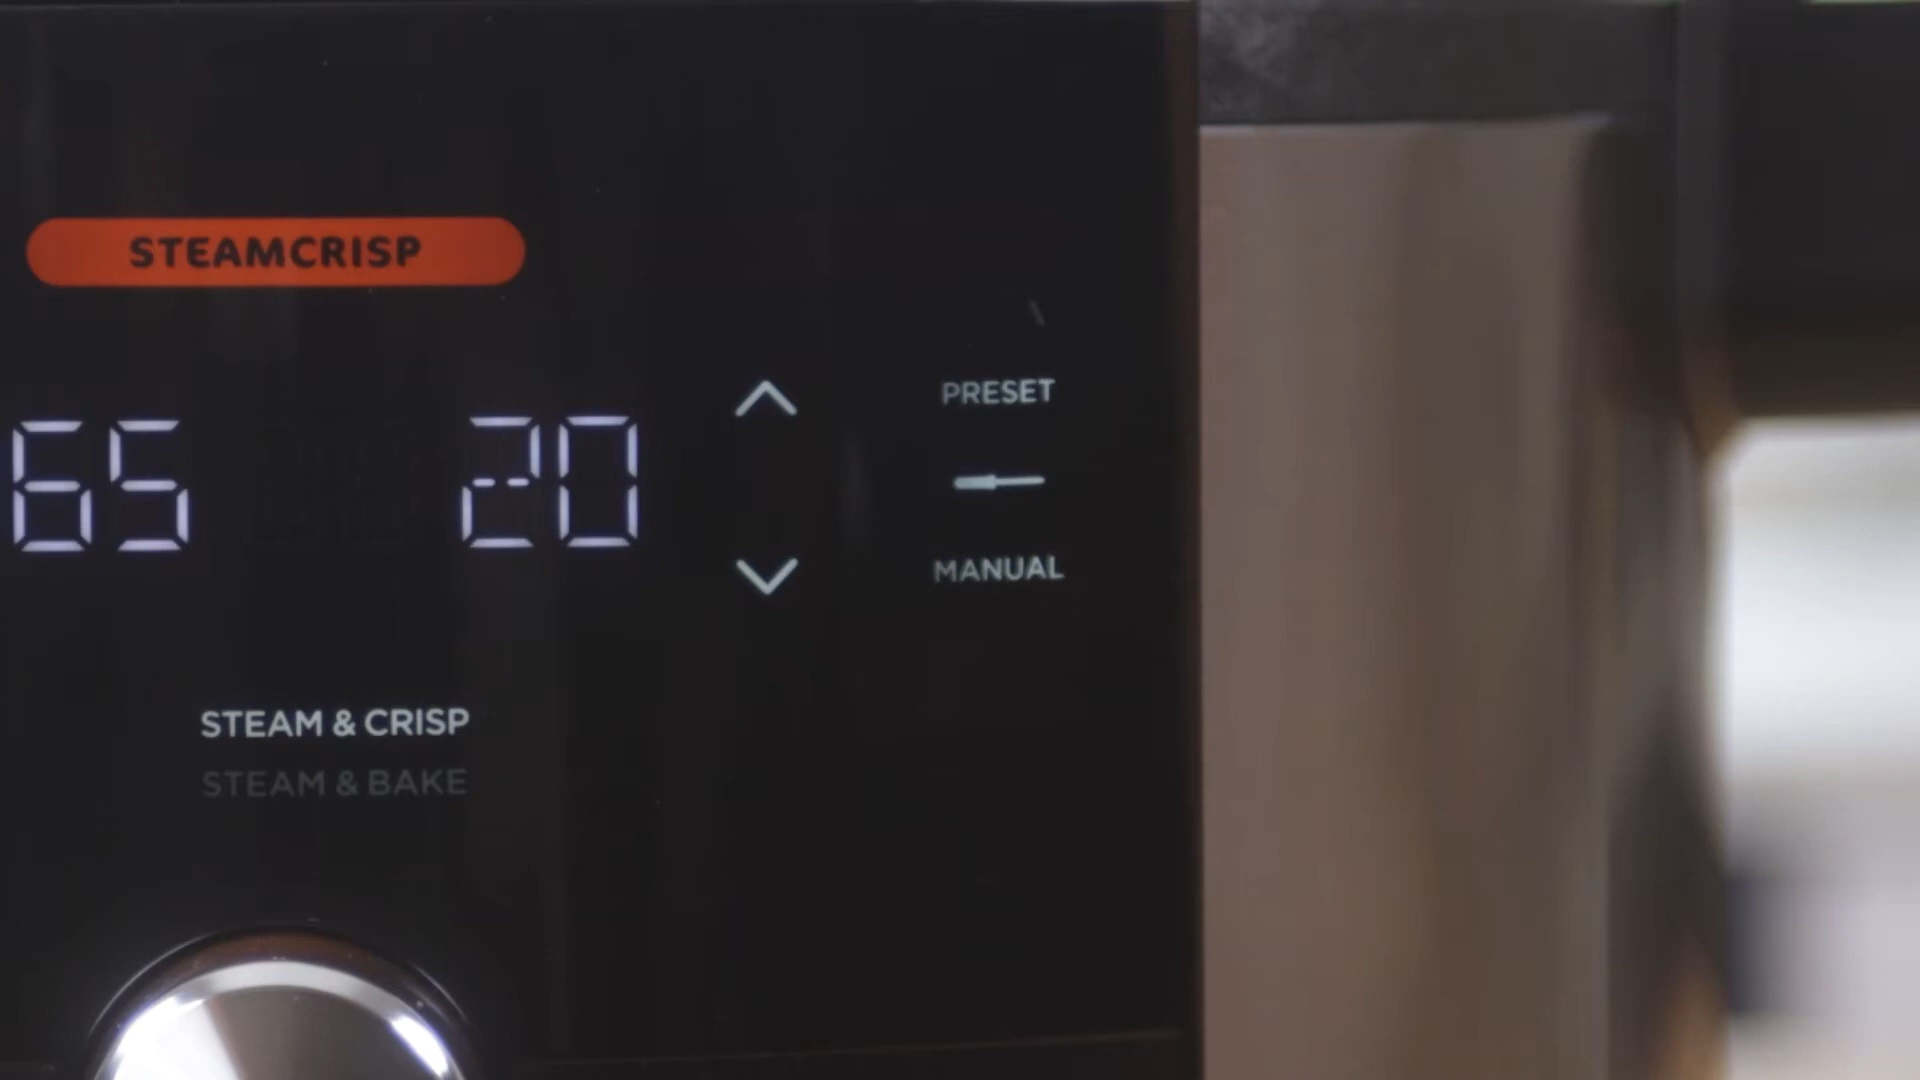 STEAMCRISP
65 20
PRESET
MANUAL
STEAM & CRISP
STEAM & BAKE